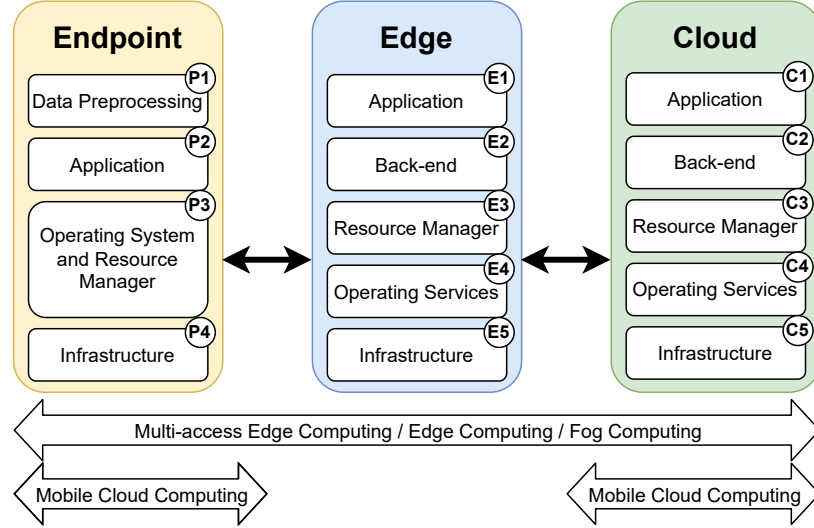 Endpoint
P1
Data Preprocessing
P2
Application
P3
Operating System
and Resource
Manager
P4
Infrastructure
Edge
E1
Application
E2
Back-end
E3
Resource Manager
E4
Operating Services
E5
Infrastructure
Cloud
C1
Application
C2
Back-end
C3
Resource Manager
C4
Operating Services
C5
Infrastructure
Multi-access Edge Computing / Edge Computing / Fog Computing
Mobile Cloud Computing
Mobile Cloud Computing